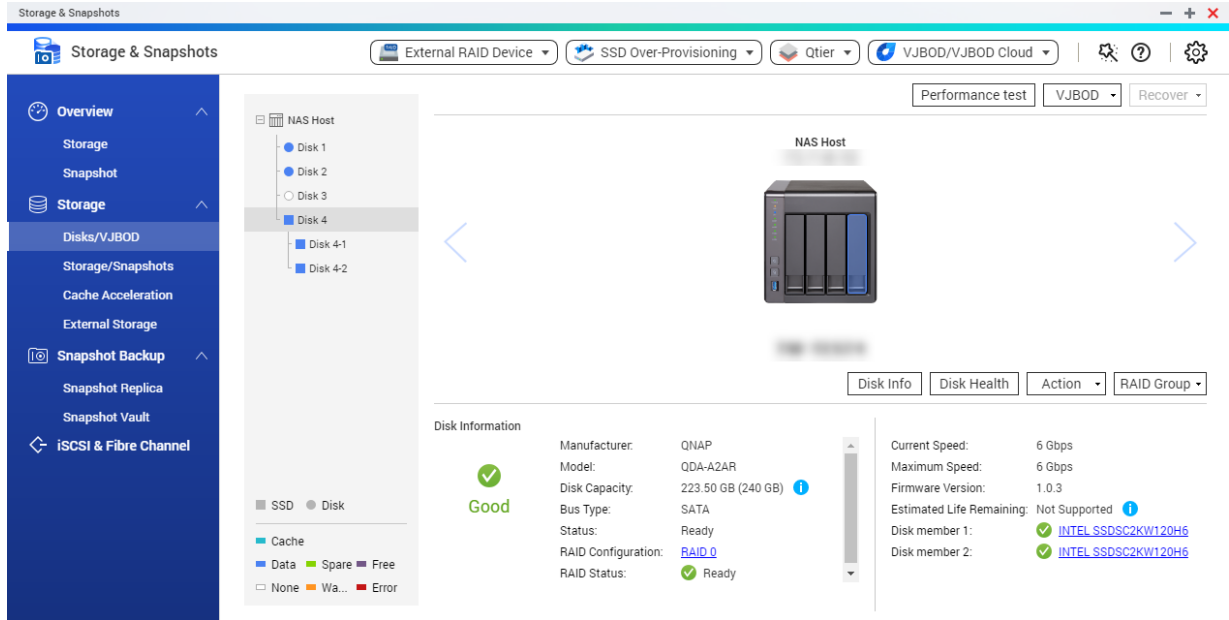 Storage & Snapshots
Storage & Snapshots
External RAID Device
SSD Over-Provisioning
Qtier
VJBOD/VJBOD Cloud
Overview
Storage
Snapshot
Storage
Disks/VJBOD
Storage/Snapshots
Cache Acceleration
External Storage
Snapshot Backup
Snapshot Replica
Snapshot Vault
iSCSI & Fibre Channel
NAS Host
Disk 1
Disk 2
Disk 3
Disk 4
Disk 4-1
Disk 4-2
SSD Disk
Cache
Data Spare Free
None Wa... Error
Performance test VJBOD Recover
NAS Host
Disk Info Disk Health Action RAID Group
Disk Information
Good
Manufacturer: QNAP
Model: QDA-A2AR
Disk Capacity: 223.50 GB (240 GB)
Bus Type: SATA
Status: Ready
RAID Configuration: RAID 0
RAID Status: Ready
Current Speed: 6 Gbps
Maximum Speed: 6 Gbps
Firmware Version: 1.0.3
Estimated Life Remaining: Not Supported
Disk member 1: INTEL SSDSC2KW120H6
Disk member 2: INTEL SSDSC2KW120H6